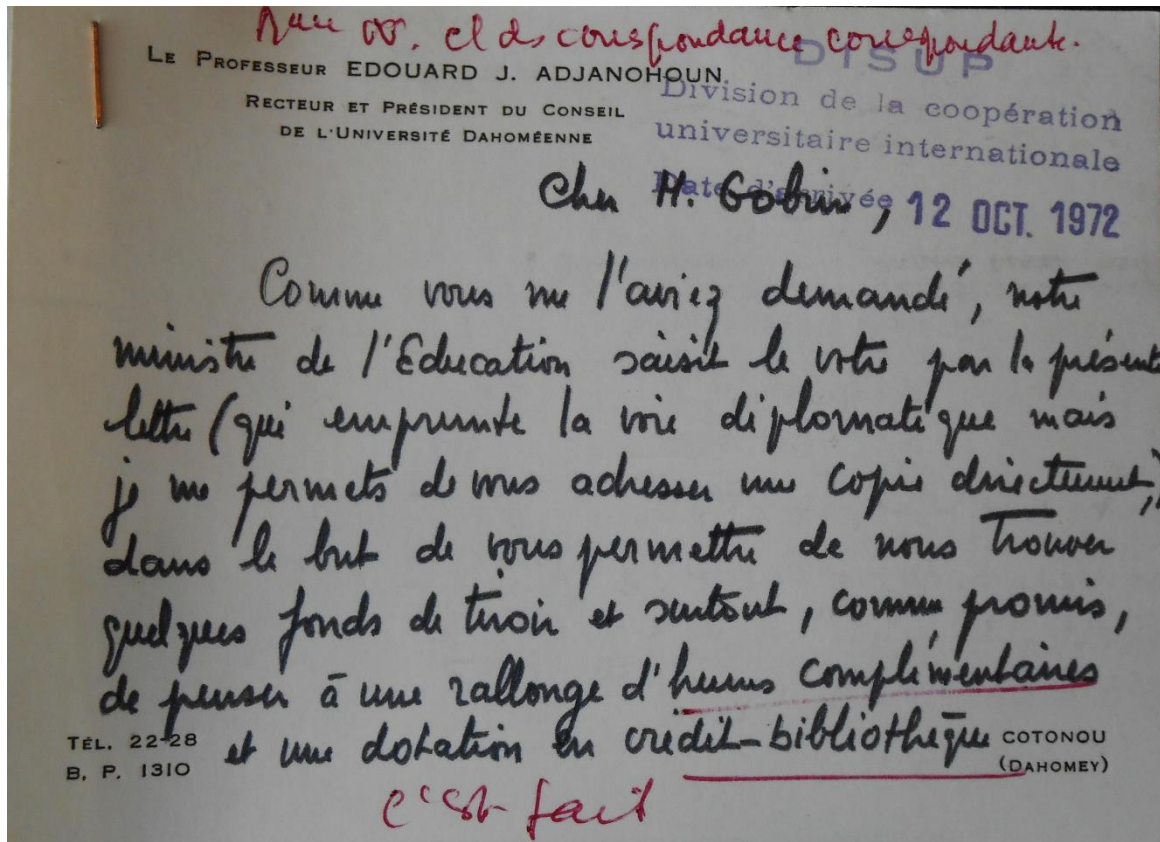 et des correspondance correspondante.
LE PROFESSEUR EDOUARD J. ADJANOHOUN
RECTEUR ET PRÉSIDENT DU CONSEIL
DE L'UNIVERSITÉ DAHOMÉENNE
DISUP
Division de la coopération
universitaire internationale
Date d'arrivée 12 OCT. 1972
Cher M. Gobin,
Comme vous me l'aviez demandé, notre
ministre de l'Education saisit le votre par la présente
lettre (qui emprunte la voie diplomatique mais
je me permets de vous adresser une copie directement,)
dans le but de vous permettre de nous trouver
quelques fonds de tiroir et surtout, comme promis,
de penser à une rallonge d'heures complémentaires
et une dotation en crédit-bibliothèque
TÉL. 22-28
B. P. 1310
COTONOU
(DAHOMEY)
c'est fait